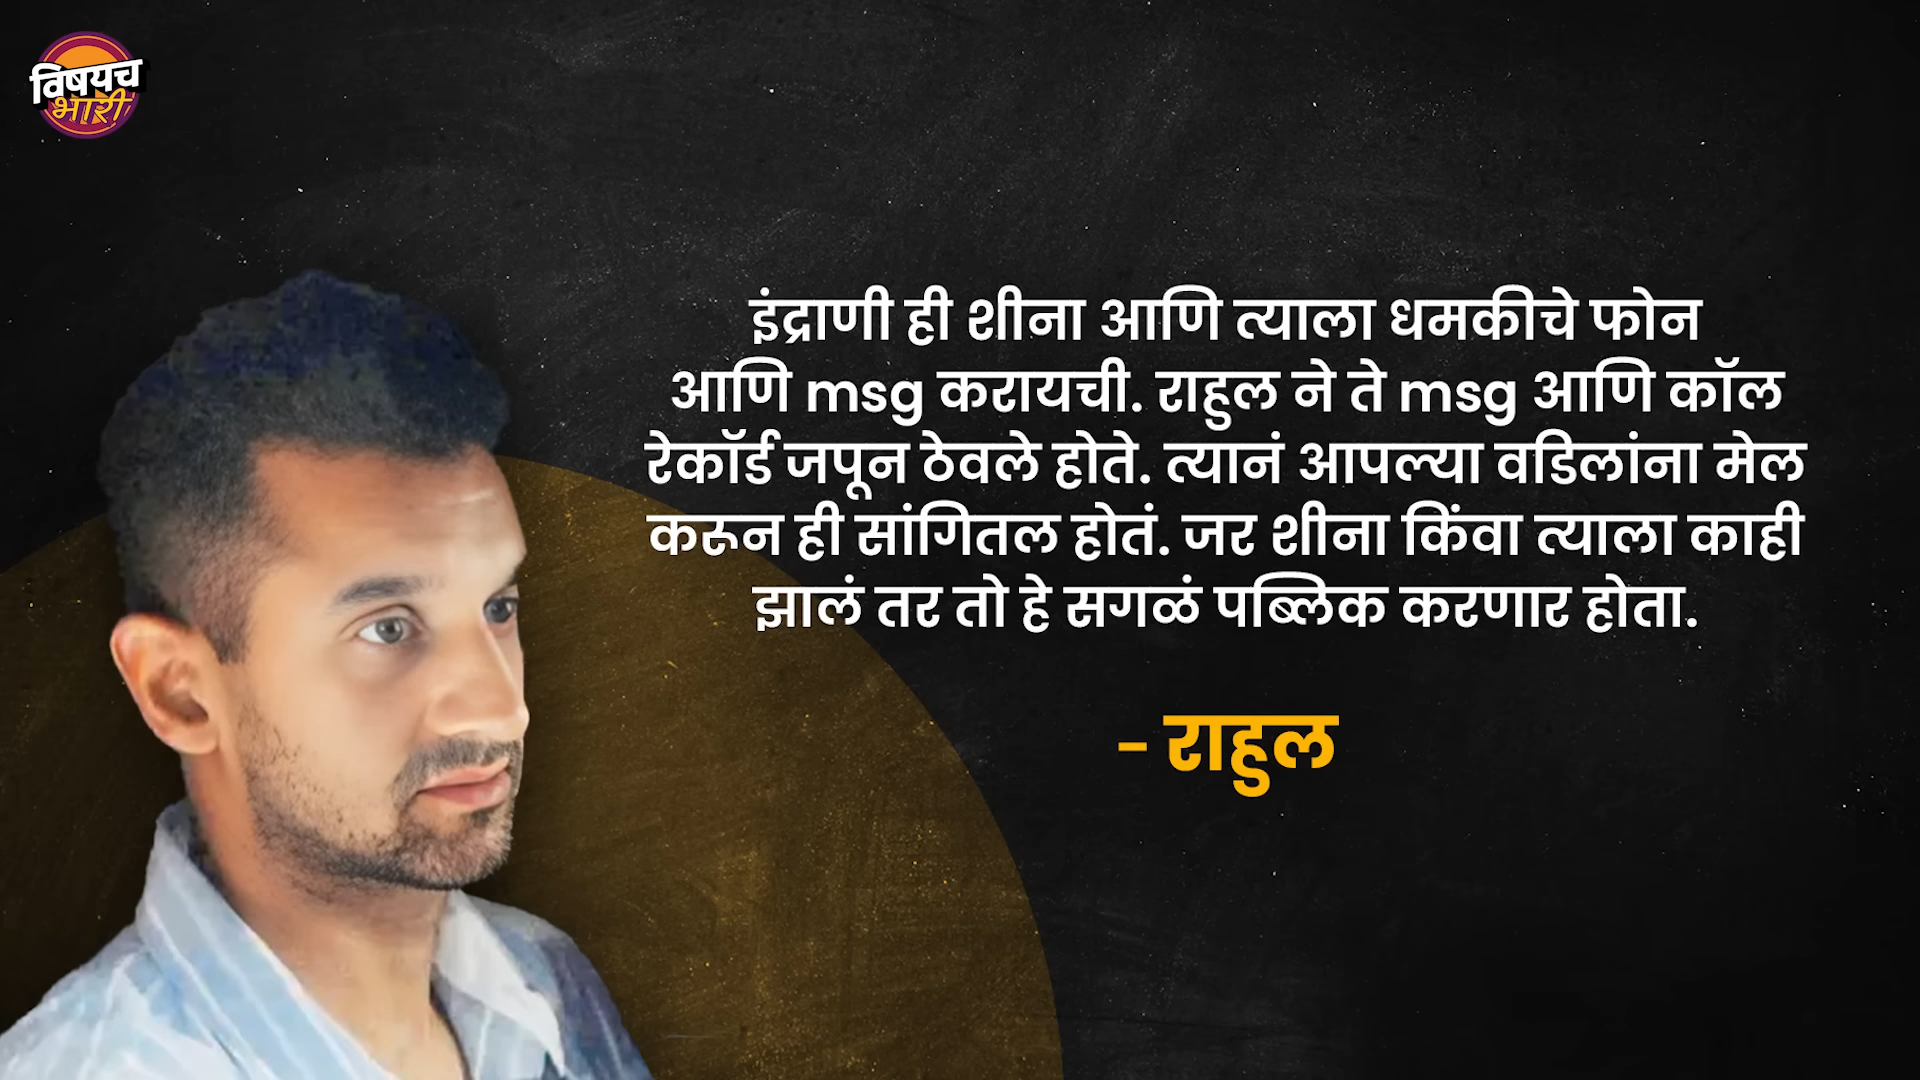 विषयच
भारी
इंद्राणी ही शीना आणि त्याला धमकीचे फोन
आणि msg करायची. राहुल ने ते msg आणि कॉल
रेकॉर्ड जपून ठेवले होते. त्यानं आपल्या वडिलांना मेल
करून ही सांगितल होतं. जर शीना किंवा त्याला काही
झालं तर तो हे सगळं पब्लिक करणार होता.
- राहुल